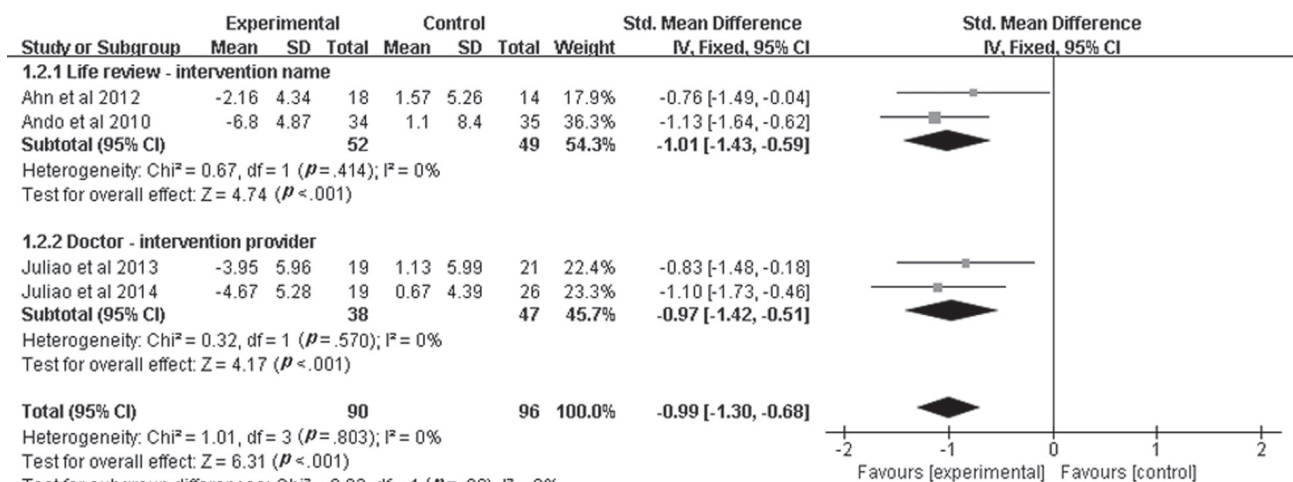 Experimental Control Std. Mean Difference Std. Mean Difference
Study or Subgroup Mean SD Total Mean SD Total Weight IV, Fixed, 95% CI IV, Fixed, 95% CI
1.2.1 Life review - intervention name
Ahn et al 2012 -2.16 4.34 18 1.57 5.26 14 17.9% -0.76 [-1.49, -0.04]
Ando et al 2010 -6.8 4.87 34 1.1 8.4 35 36.3% -1.13 [-1.64, -0.62]
Subtotal (95% CI) 52 49 54.3% -1.01 [-1.43, -0.59]
Heterogeneity: Chi² = 0.67, df = 1 (p= .414); I² = 0%
Test for overall effect: Z = 4.74 (p <.001)
1.2.2 Doctor - intervention provider
Juliao et al 2013 -3.95 5.96 19 1.13 5.99 21 22.4% -0.83 [-1.48, -0.18]
Juliao et al 2014 -4.67 5.28 19 0.67 4.39 26 23.3% -1.10 [-1.73, -0.46]
Subtotal (95% CI) 38 47 45.7% -0.97 [-1.42, -0.51]
Heterogeneity: Chi² = 0.32, df = 1 (p= .570); I² = 0%
Test for overall effect: Z = 4.17 (p <.001)
Total (95% CI) 90 96 100.0% -0.99 [-1.30, -0.68]
Heterogeneity: Chi² = 1.01, df = 3 (p= .803); I² = 0%
Test for overall effect: Z = 6.31 (p <.001)
-2 -1 0 1 2
Favours [experimental] Favours [control]